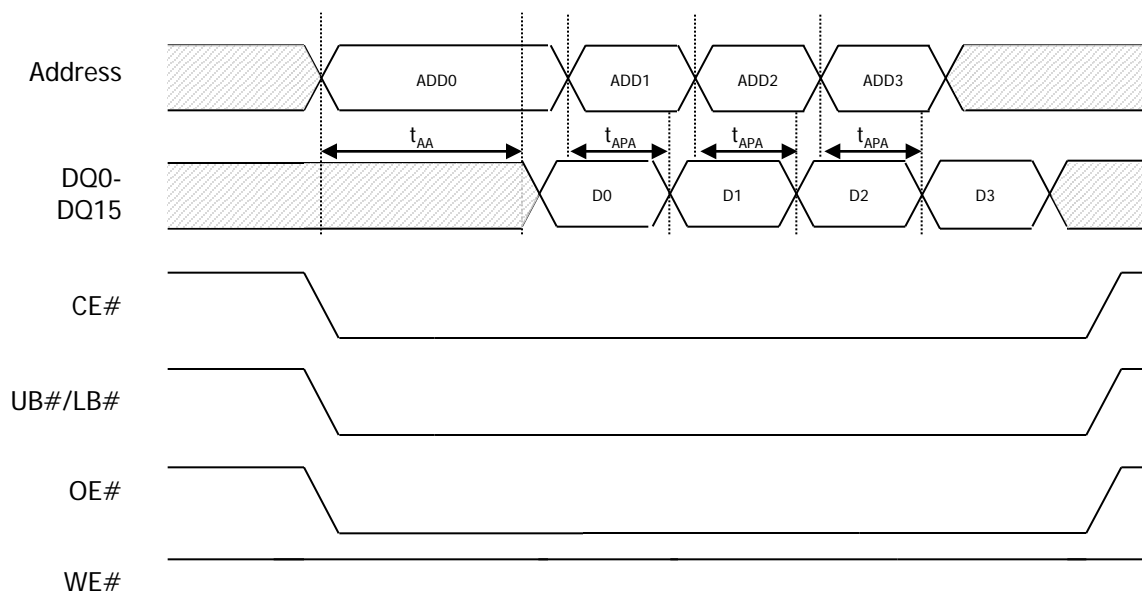 Address
ADD0 ADD1 ADD2 ADD3
tAA tAPA tAPA tAPA
DQ0-
DQ15
D0 D1 D2 D3
CE#
UB#/LB#
OE#
WE#